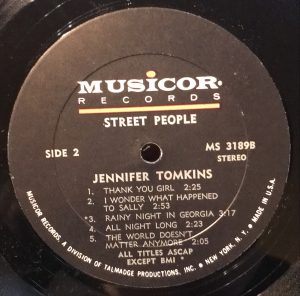 MUSICOR®
RECORDS
STREET PEOPLE
SIDE 2
MS 3189B
STEREO
JENNIFER TOMKINS
1. THANK YOU GIRL 2:25
2. I WONDER WHAT HAPPENED
TO SALLY 2:53
*3. RAINY NIGHT IN GEORGIA 3:17
4. ALL NIGHT LONG 2:23
5. THE WORLD DOESN'T
MATTER ANYMORE 2:05
ALL TITLES ASCAP
EXCEPT BMI*
MUSICOR RECORDS, A DIVISION OF TALMADGE PRODUCTIONS, INC. • NEW YORK, N. Y. • MADE IN U.S.A.